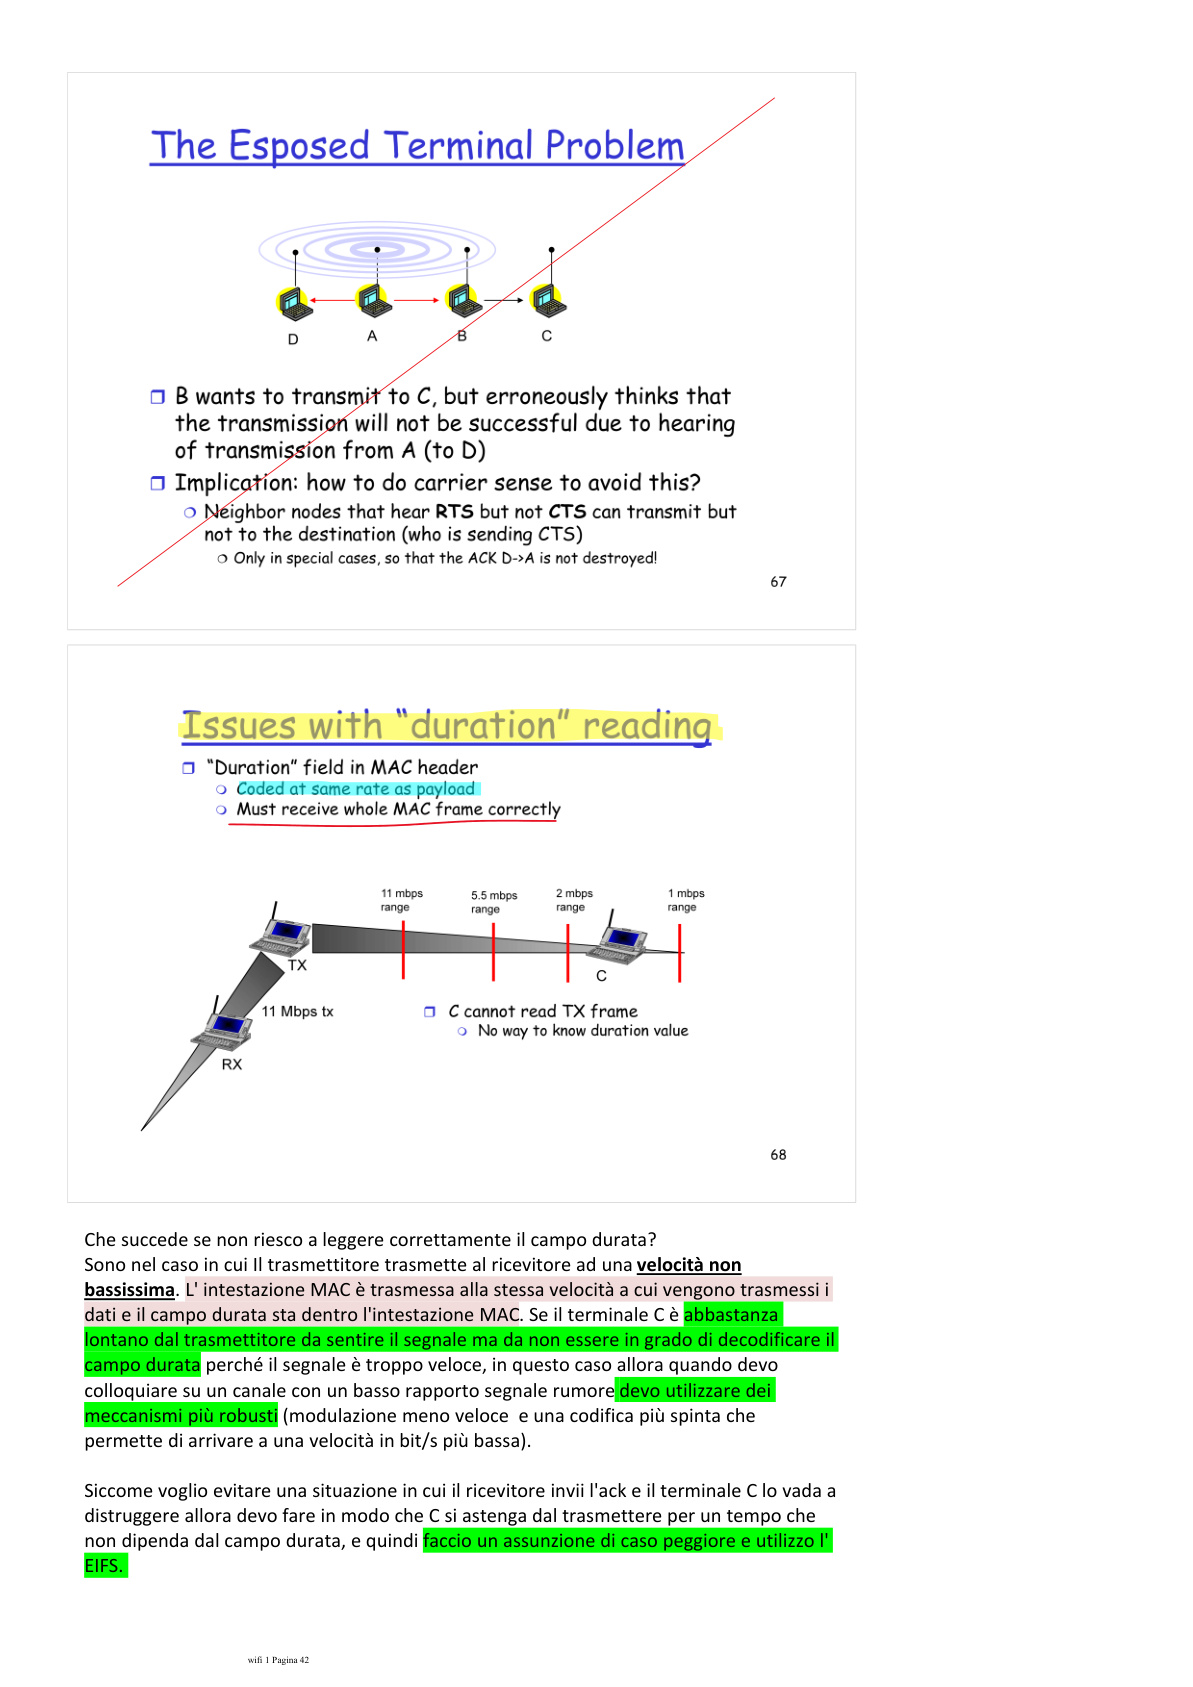 The Esposed Terminal Problem
D
A
B
C
B wants to transmit to C, but erroneously thinks that
the transmission will not be successful due to hearing
of transmission from A (to D)
Implication: how to do carrier sense to avoid this?
Neighbor nodes that hear RTS but not CTS can transmit but
not to the destination (who is sending CTS)
Only in special cases, so that the ACK D->A is not destroyed!
67
Issues with “duration” reading
“Duration” field in MAC header
Coded at same rate as payload
Must receive whole MAC frame correctly
11 mbps
range
5.5 mbps
range
2 mbps
range
1 mbps
range
TX
C
11 Mbps tx
RX
C cannot read TX frame
No way to know duration value
68
Che succede se non riesco a leggere correttamente il campo durata?
Sono nel caso in cui Il trasmettitore trasmette al ricevitore ad una velocità non
bassissima. L' intestazione MAC è trasmessa alla stessa velocità a cui vengono trasmessi i
dati e il campo durata sta dentro l'intestazione MAC. Se il terminale C è abbastanza
lontano dal trasmettitore da sentire il segnale ma da non essere in grado di decodificare il
campo durata perché il segnale è troppo veloce, in questo caso allora quando devo
colloquiare su un canale con un basso rapporto segnale rumore devo utilizzare dei
meccanismi più robusti (modulazione meno veloce  e una codifica più spinta che
permette di arrivare a una velocità in bit/s più bassa).
Siccome voglio evitare una situazione in cui il ricevitore invii l'ack e il terminale C lo vada a
distruggere allora devo fare in modo che C si astenga dal trasmettere per un tempo che
non dipenda dal campo durata, e quindi faccio un assunzione di caso peggiore e utilizzo l'
EIFS.
wifi 1 Pagina 42